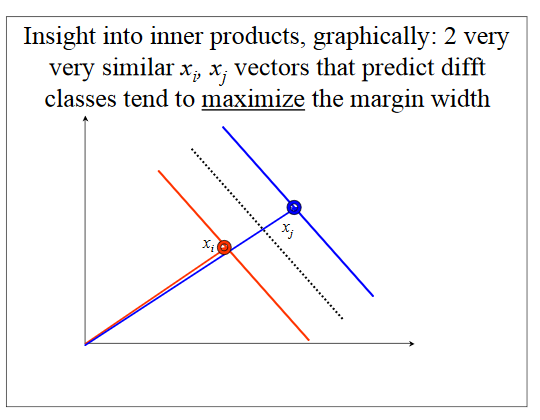 Insight into inner products, graphically: 2 very
very similar xi, xj vectors that predict difft
classes tend to maximize the margin width
xj
xi